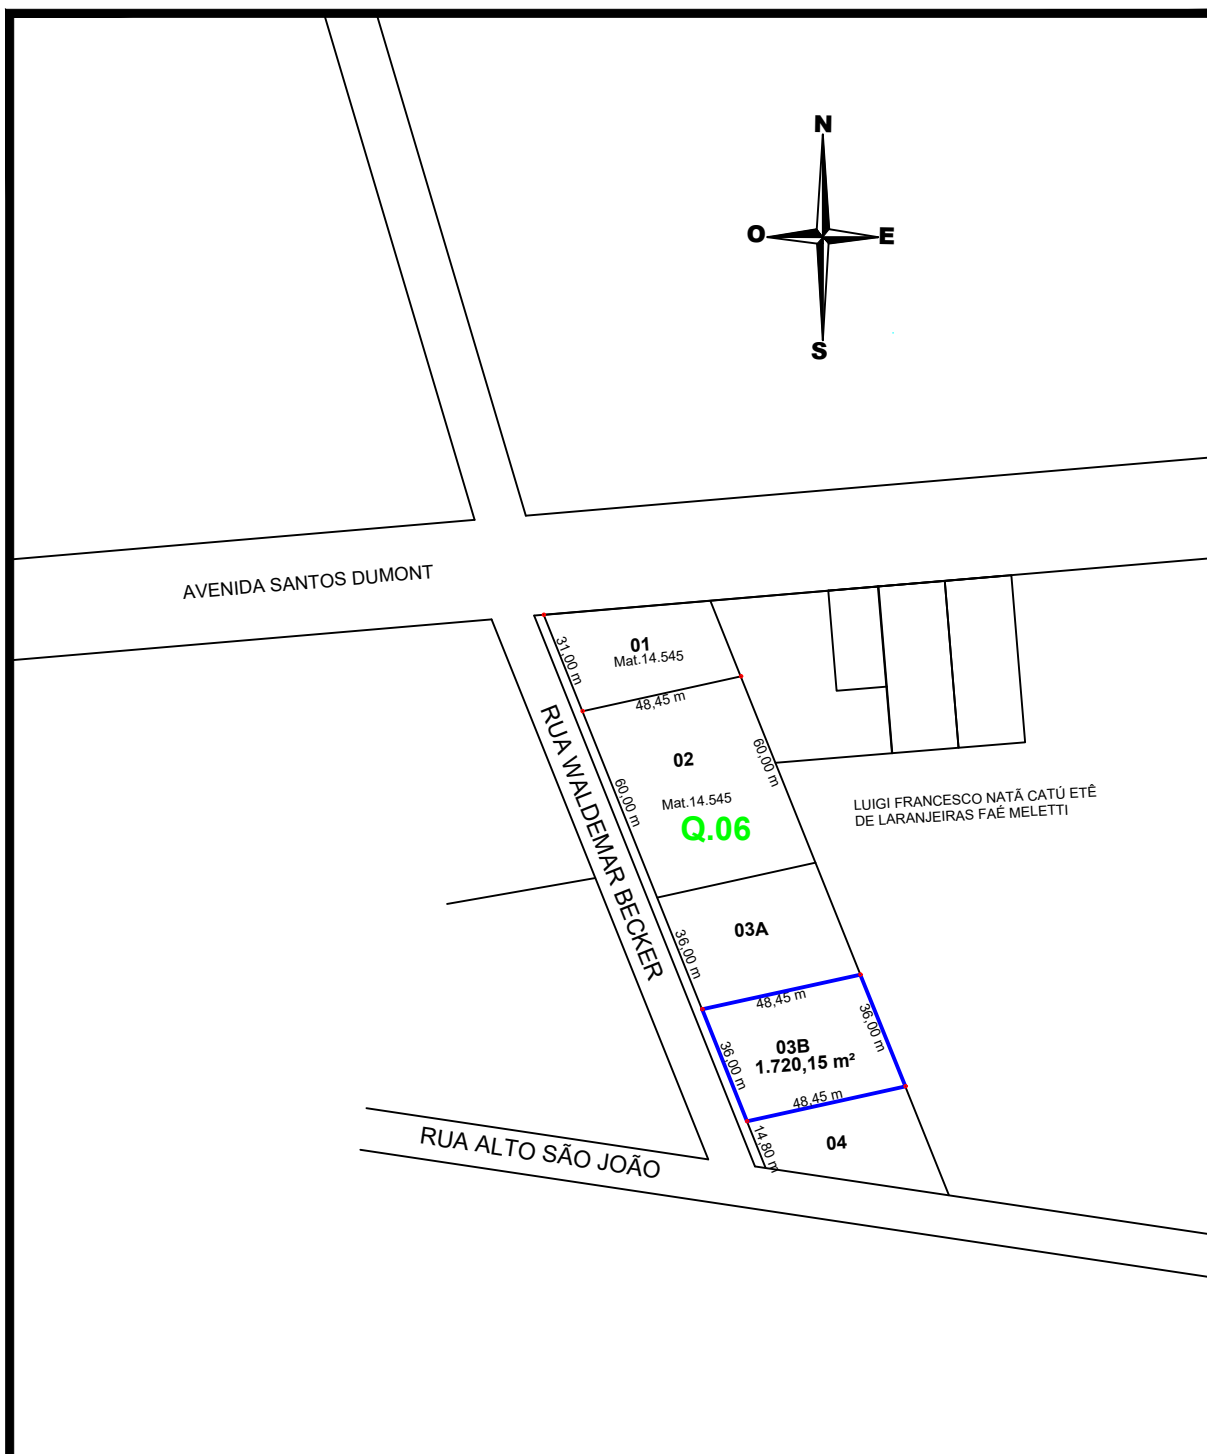 N
O
E
S
AVENIDA SANTOS DUMONT
31,00 m
01
Mat.14.545
48,45 m
RUA WALDEMAR BECKER
02
60,00 m
60,00 m
Mat.14.545
Q.06
LUIGI FRANCESCO NATÃ CATÚ ETÊ
DE LARANJEIRAS FAÉ MELETTI
03A
36,00 m
48,45 m
36,00 m
36,00 m
03B
1.720,15 m²
48,45 m
14,80 m
04
RUA ALTO SÃO JOÃO